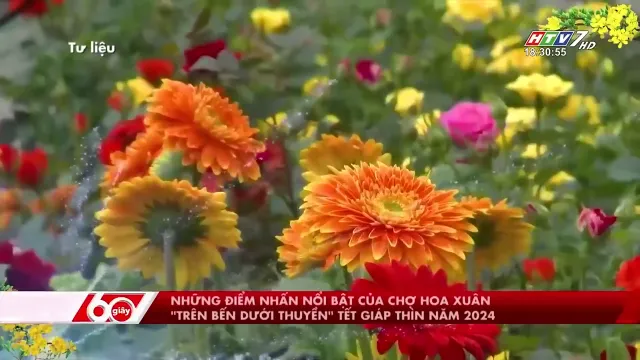 Tư liệu
HTV7 HD
18:30:55
60 giây
NHỮNG ĐIỂM NHẤN NỔI BẬT CỦA CHỢ HOA XUÂN
"TRÊN BẾN DƯỚI THUYỀN" TẾT GIÁP THÌN NĂM 2024